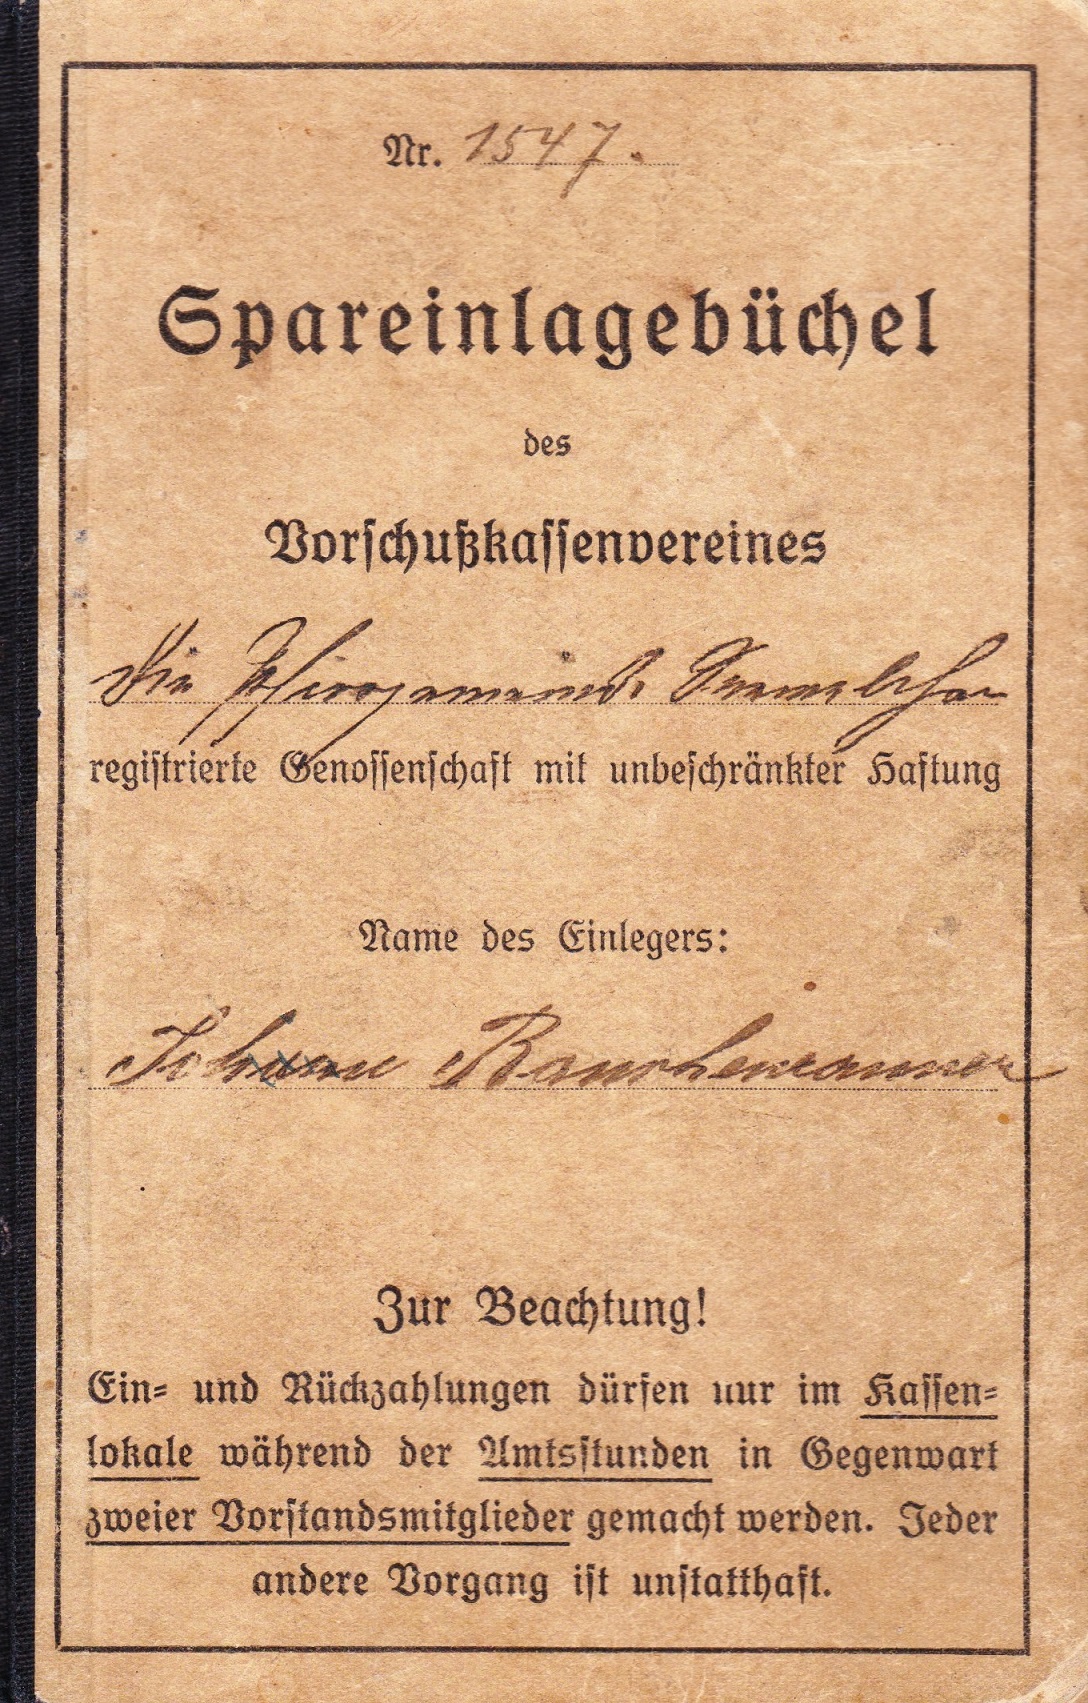 Nr. 1547.
Spareinlagebüchel
des
Vorschußkassenvereines
registrierte Genossenschaft mit unbeschränkter Haftung
Name des Einlegers:
Johann
Zur Beachtung!
Ein- und Rückzahlungen dürfen nur im Kassen-
lokale während der Amtsstunden in Gegenwart
zweier Vorstandsmitglieder gemacht werden. Jeder
andere Vorgang ist unstatthaft.